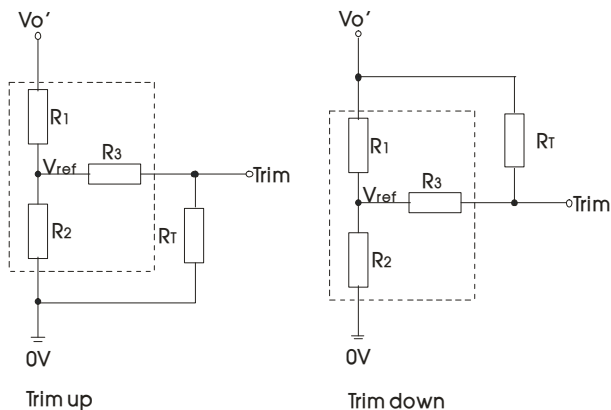 Vo'
R1
Vref
R3
Trim
R2
RT
0V
Trim up
Vo'
R1
RT
Vref
R3
Trim
R2
0V
Trim down